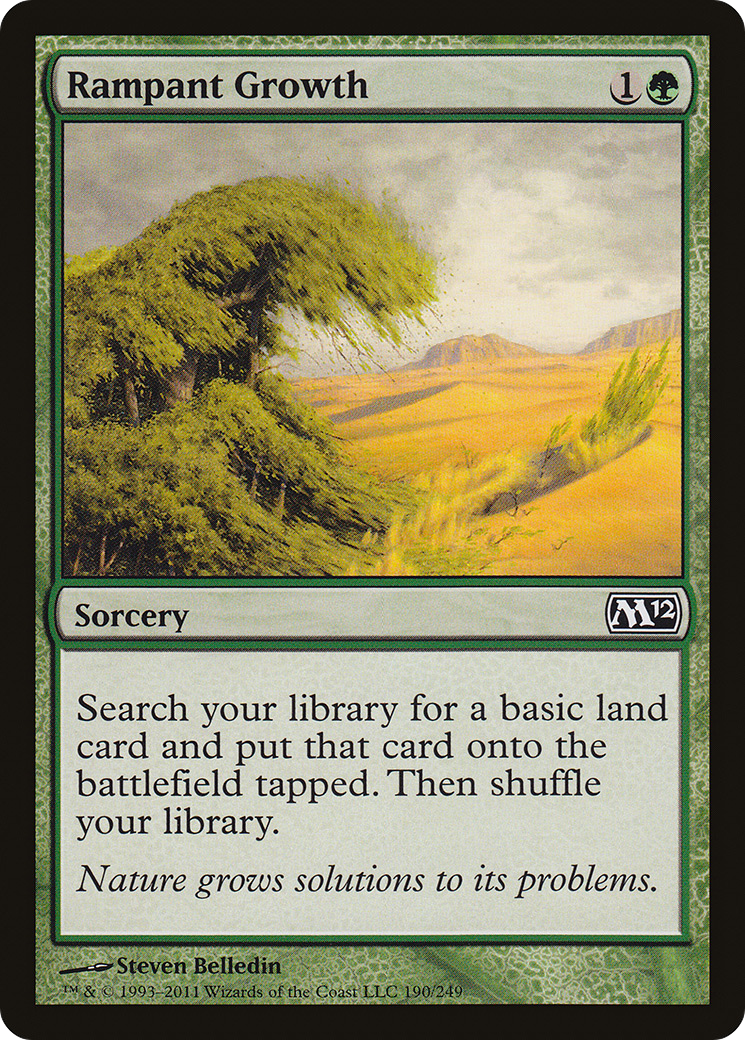 Rampant Growth
1
Sorcery
M12
Search your library for a basic land
card and put that card onto the
battlefield tapped. Then shuffle
your library.
Nature grows solutions to its problems.
Steven Belledin
™ & © 1993–2011 Wizards of the Coast LLC 190/249